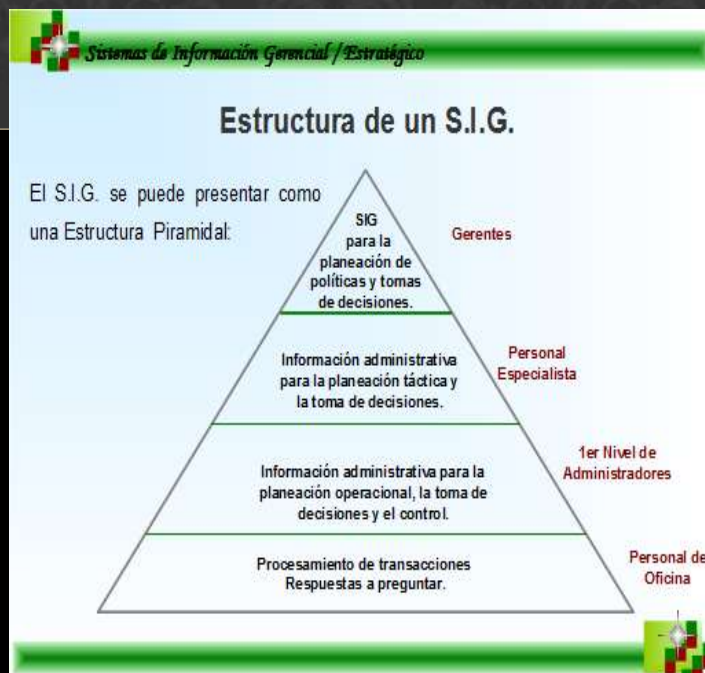 Sistemas de Información Gerencial / Estratégico
Estructura de un S.I.G.
El S.I.G. se puede presentar como
una Estructura Piramidal:
SIG
para la
planeación de
políticas y tomas
de decisiones.
Gerentes
Información administrativa
para la planeación táctica y
la toma de decisiones.
Personal
Especialista
Información administrativa para la
planeación operacional, la toma de
decisiones y el control.
1er Nivel de
Administradores
Procesamiento de transacciones
Respuestas a preguntar.
Personal de
Oficina